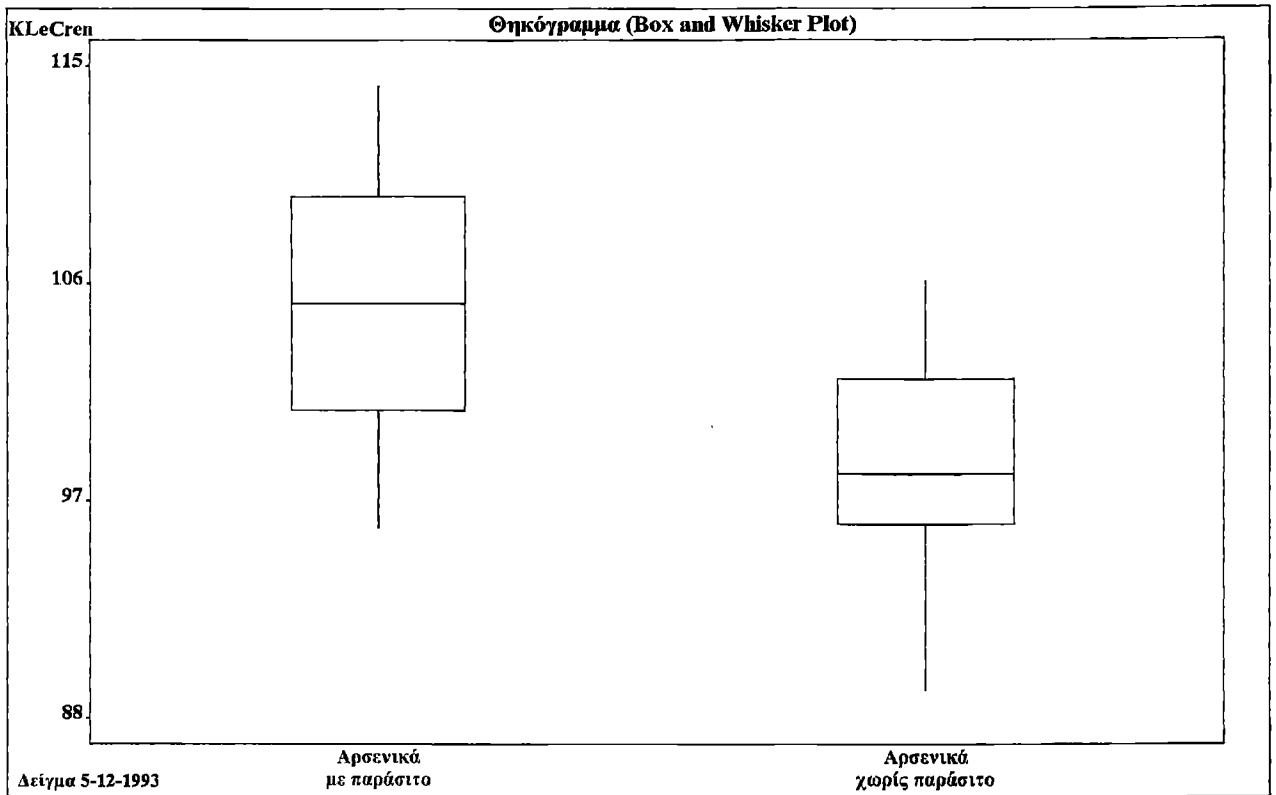 KLeCren
Θηκόγραμμα (Box and Whisker Plot)
115
106
97
88
Αρσενικά
με παράσιτο
Αρσενικά
χωρίς παράσιτο
Δείγμα 5-12-1993